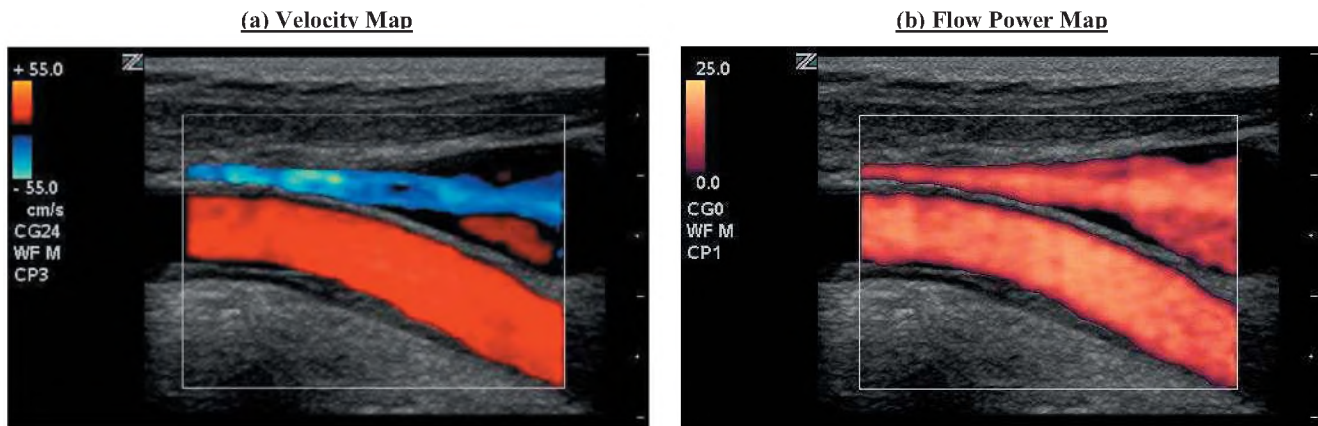 (a) Velocity Map
(b) Flow Power Map
+ 55.0
- 55.0
cm/s
CG24
WF M
CP3
Z
25.0
0.0
CG0
WF M
CP1
Z